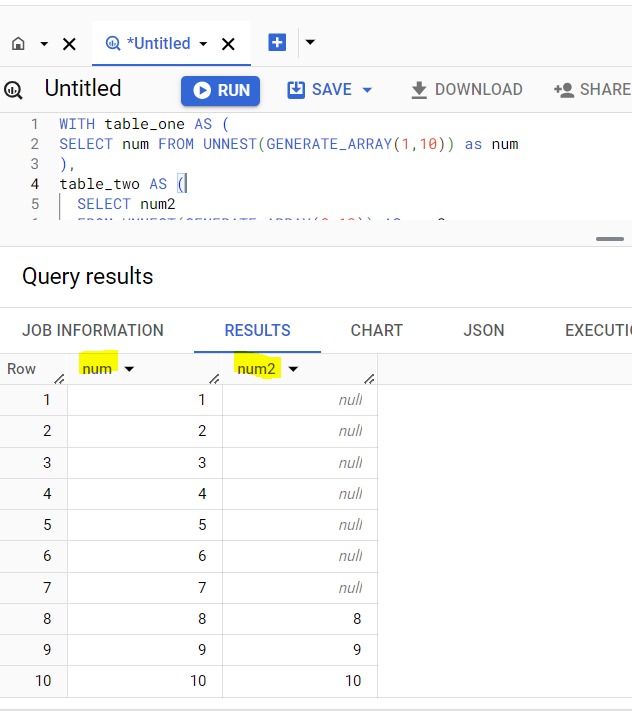 *Untitled
Untitled RUN SAVE DOWNLOAD SHARE
1 WITH table_one AS (
2 SELECT num FROM UNNEST(GENERATE_ARRAY(1,10)) as num
3 ),
4 table_two AS (
5 SELECT num2
Query results
JOB INFORMATION RESULTS CHART JSON EXECUTI
Row num num2
1 1 null
2 2 null
3 3 null
4 4 null
5 5 null
6 6 null
7 7 null
8 8 8
9 9 9
10 10 10